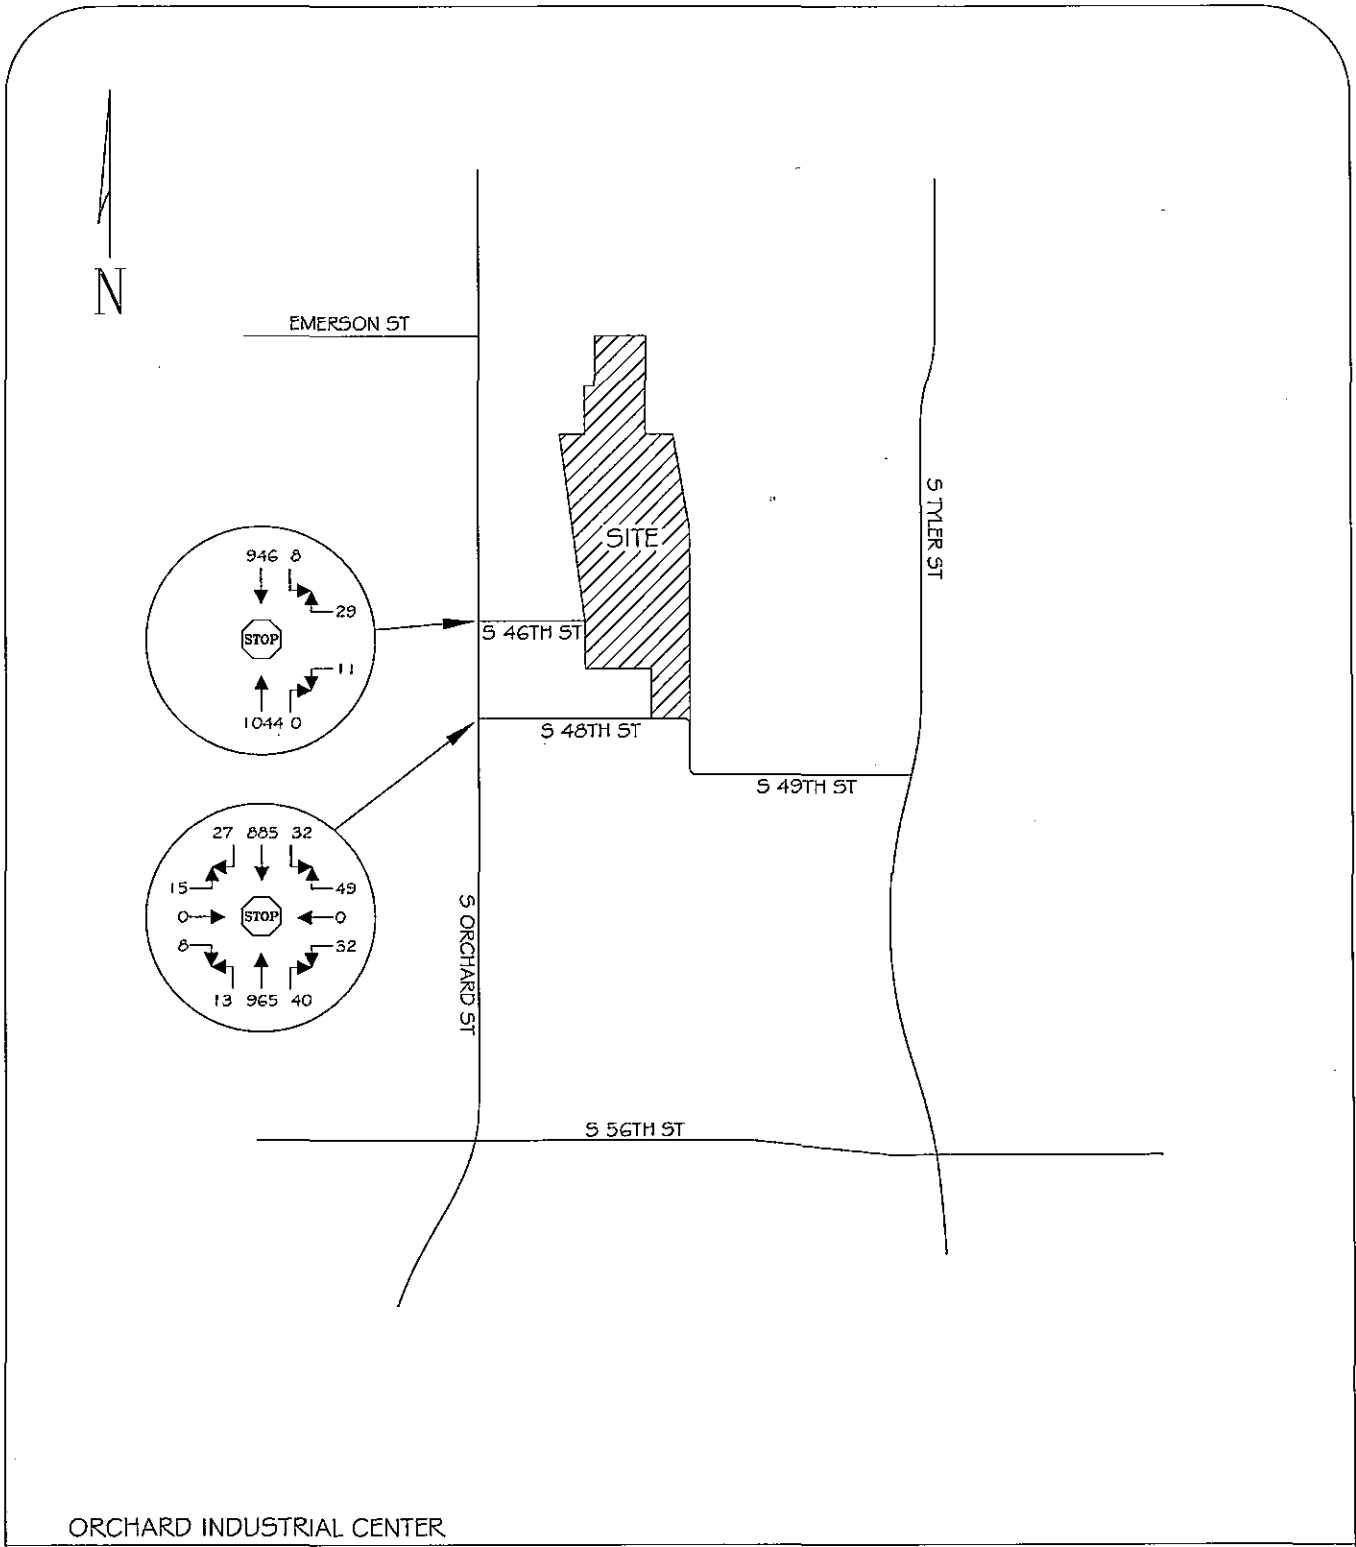 N
EMERSON ST
S TYLER ST
SITE
946 8
29
STOP
11
1044 0
S 46TH ST
S 48TH ST
S 49TH ST
27 885 32
15 49
0 STOP 0
8 32
13 965 40
S ORCHARD ST
S 56TH ST
ORCHARD INDUSTRIAL CENTER